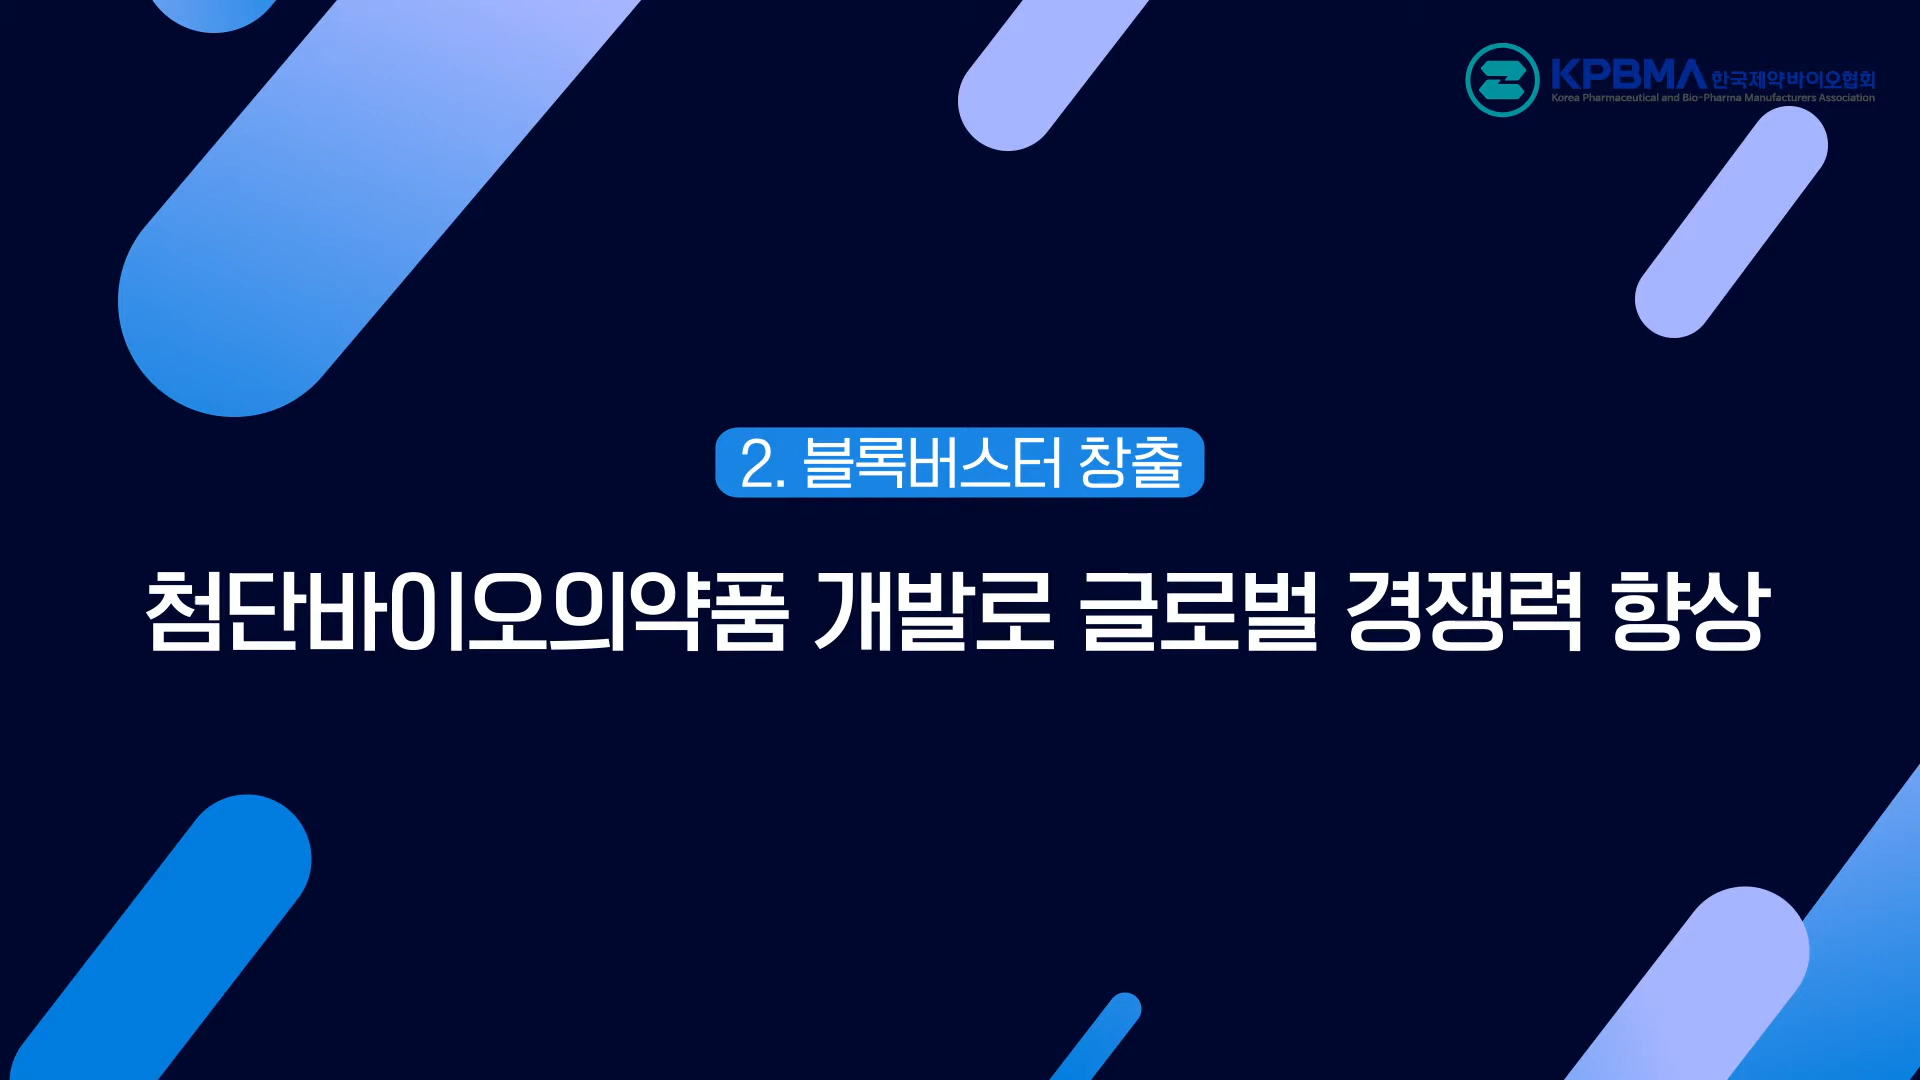 KPBMA 한국제약바이오협회
Korea Pharmaceutical and Bio-Pharma Manufacturers Association
2. 블록버스터 창출
첨단바이오의약품 개발로 글로벌 경쟁력 향상